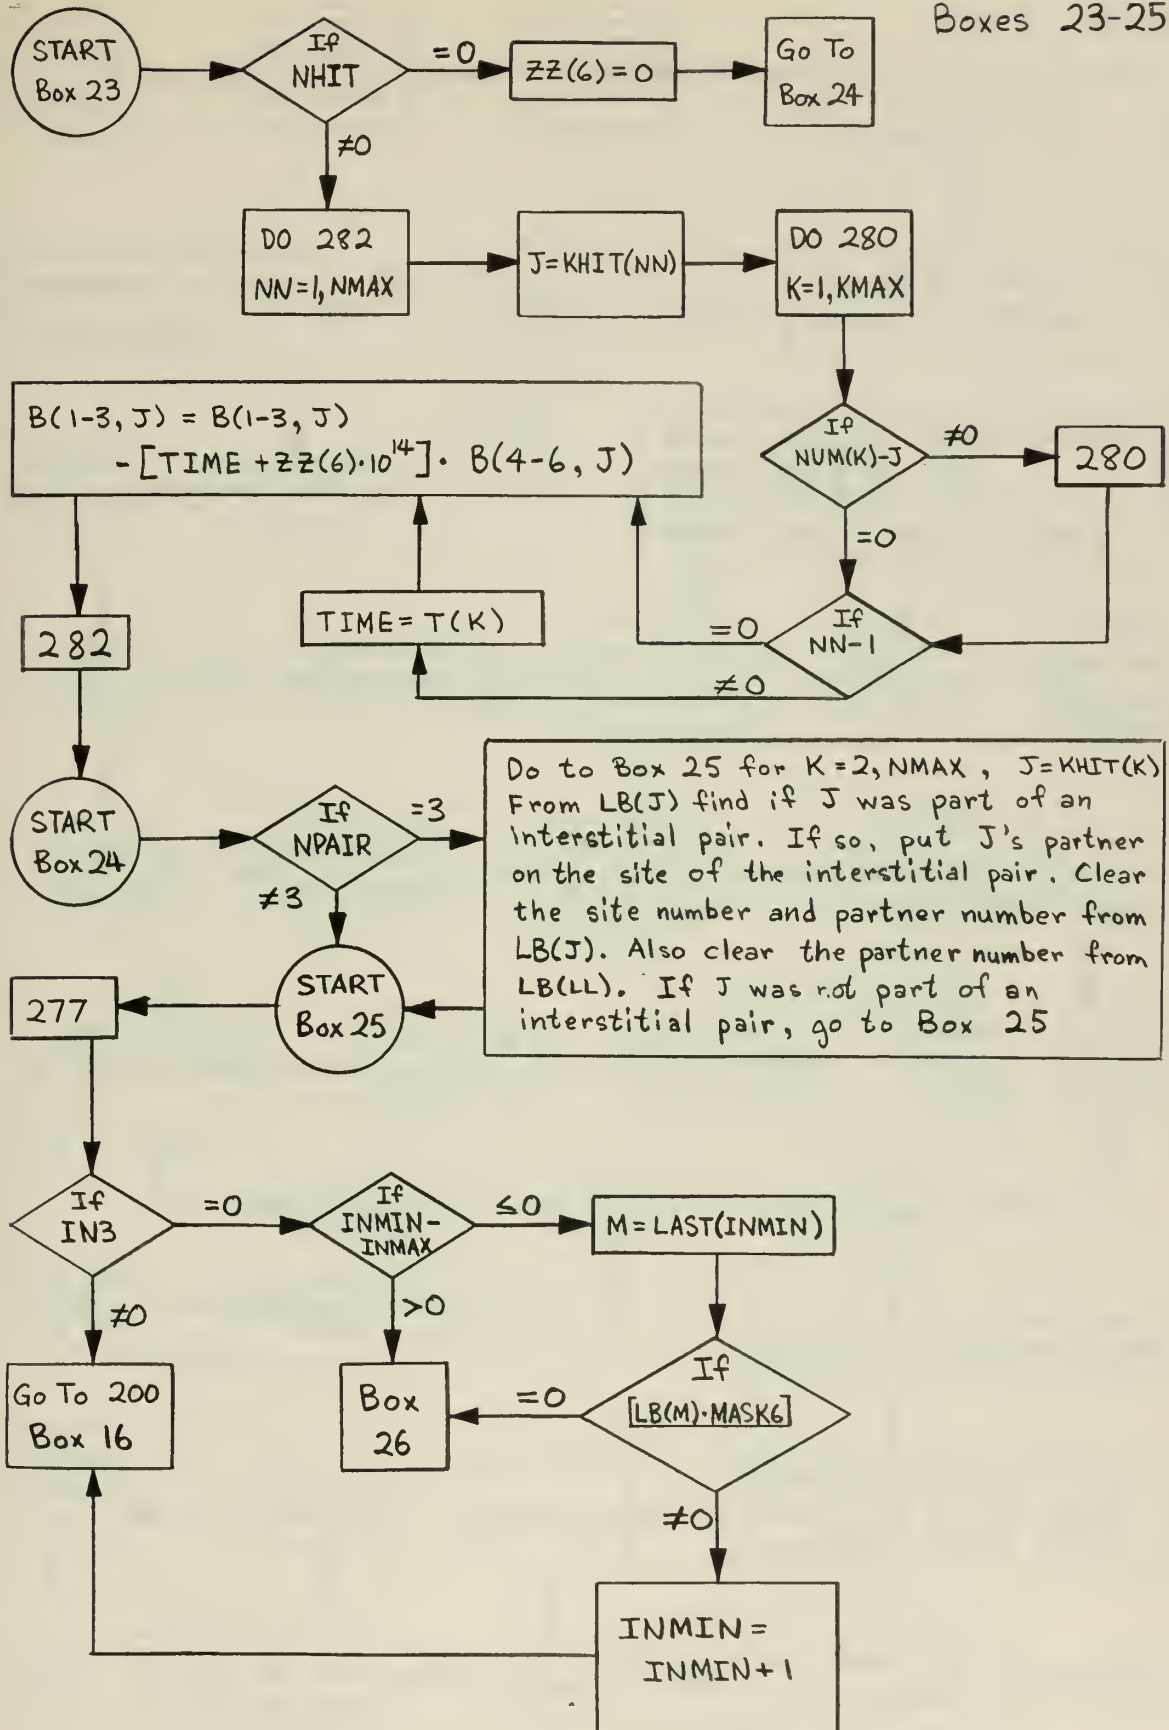 Boxes 23-25
START
Box 23
If
NHIT
=0
ZZ(6)=0
Go To
Box 24
≠0
DO 282
NN=1, NMAX
J=KHIT(NN)
DO 280
K=1, KMAX
If
NUM(K)-J
≠0
280
=0
If
NN-1
=0
≠0
TIME=T(K)
B(1-3, J) = B(1-3, J)
-[TIME+ZZ(6)·10¹⁴]· B(4-6, J)
282
START
Box 24
If
NPAIR
=3
≠3
Do to Box 25 for K=2, NMAX, J=KHIT(K)
From LB(J) find if J was part of an
interstitial pair. If so, put J's partner
on the site of the interstitial pair. Clear
the site number and partner number from
LB(J). Also clear the partner number from
LB(LL). If J was not part of an
interstitial pair, go to Box 25
START
Box 25
277
If
IN3
=0
≠0
Go To 200
Box 16
If
INMIN-
INMAX
≤0
>0
M=LAST(INMIN)
Box
26
=0
If
[LB(M)·MASK6]
≠0
INMIN=
INMIN+1